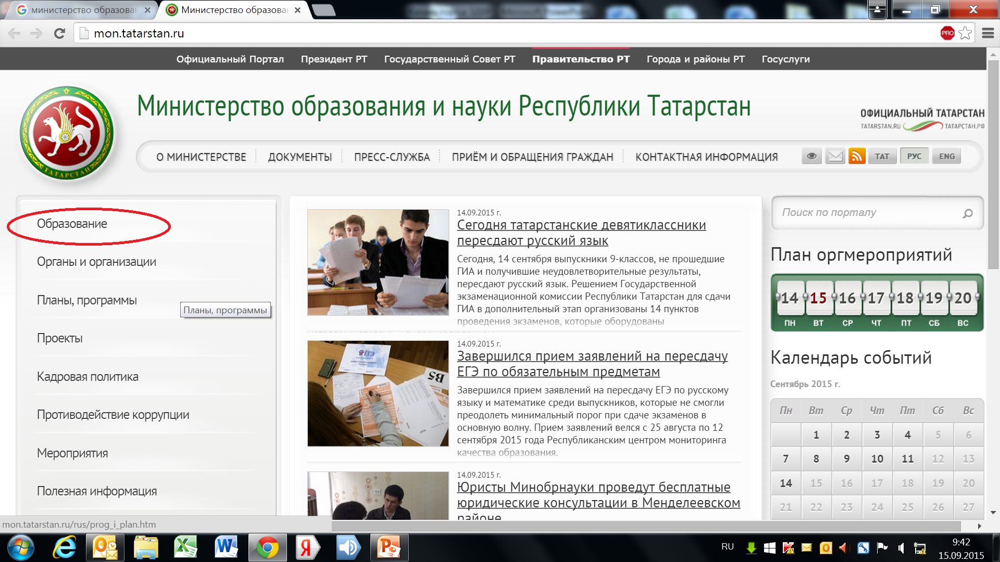 министерство образова
Министерство образова
mon.tatarstan.ru
PRO
Официальный Портал
Президент РТ
Государственный Совет РТ
Правительство РТ
Города и районы РТ
Госуслуги
ТАТАРСТАН
Министерство образования и науки Республики Татарстан
ОФИЦИАЛЬНЫЙ ТАТАРСТАН
TATARSTAN.RU
ТАТАРСТАН.РФ
О МИНИСТЕРСТВЕ
ДОКУМЕНТЫ
ПРЕСС-СЛУЖБА
ПРИЁМ И ОБРАЩЕНИЯ ГРАЖДАН
КОНТАКТНАЯ ИНФОРМАЦИЯ
ТАТ
РУС
ENG
Образование
Органы и организации
Планы, программы
Планы, программы
Проекты
Кадровая политика
Противодействие коррупции
Мероприятия
Полезная информация
14.09.2015 г.
Сегодня татарстанские девятиклассники
пересдают русский язык
Сегодня, 14 сентября выпускники 9-классов, не прошедшие
ГИА и получившие неудовлетворительные результаты,
пересдают русский язык. Решением Государственной
экзаменационной комиссии Республики Татарстан для сдачи
ГИА в дополнительный этап организованы 14 пунктов
проведения экзаменов, которые оборудованы
ЕГЭ
В5
14.09.2015 г.
Завершился прием заявлений на пересдачу
ЕГЭ по обязательным предметам
Завершился прием заявлений на пересдачу ЕГЭ по русскому
языку и математике среди выпускников, которые не смогли
преодолеть минимальный порог при сдаче экзаменов в
основную волну. Прием заявлений велся с 25 августа по 12
сентября 2015 года Республиканским центром мониторинга
качества образования.
14.09.2015 г.
Юристы Минобрнауки проведут бесплатные
юридические консультации в Менделеевском
районе
Поиск по порталу
План оргмероприятий
14 15 16 17 18 19 20
ПН ВТ СР ЧТ ПТ СБ ВС
Календарь событий
Сентябрь 2015 г.
Пн Вт Ср Чт Пт Сб Вс
1 2 3 4 5 6
7 8 9 10 11 12 13
14 15 16 17 18 19 20
21 22 23 24 25 26 27
mon.tatarstan.ru/rus/prog_i_plan.htm
RU
9:42
15.09.2015